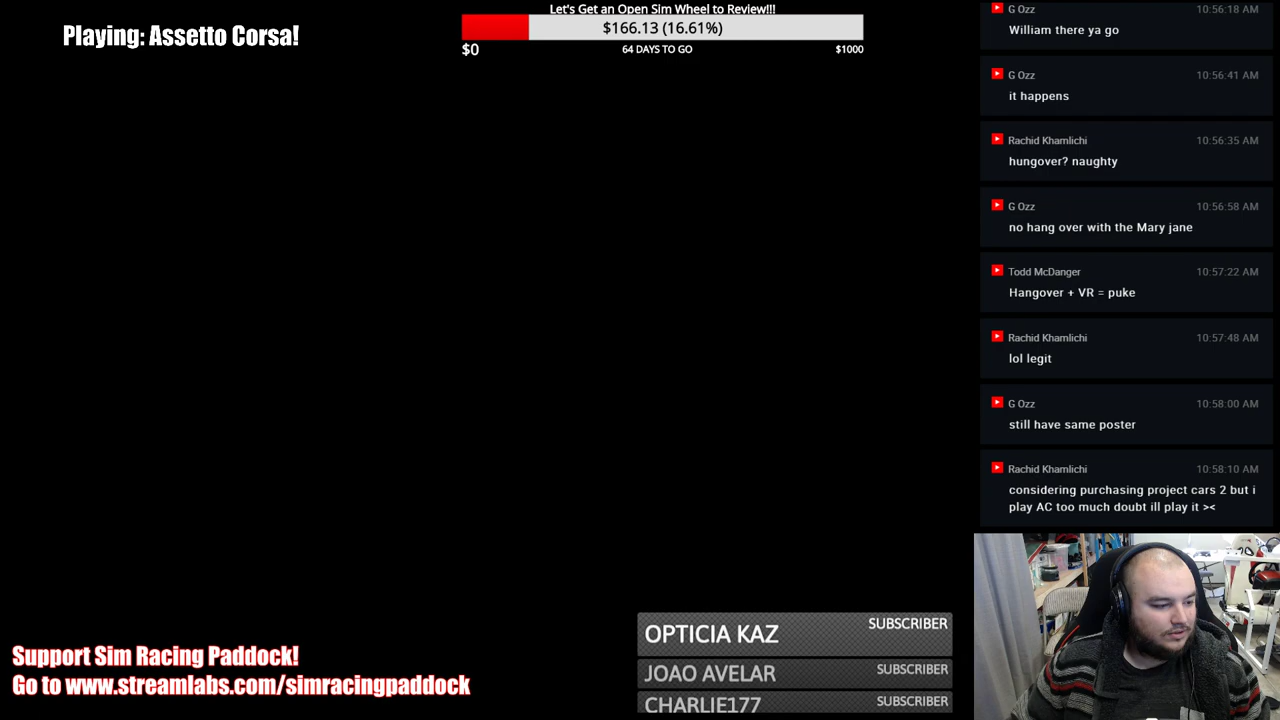 Playing: Assetto Corsa!
Let's Get an Open Sim Wheel to Review!!!
$166.13 (16.61%)
$0
64 DAYS TO GO
$1000
G Ozz 10:56:18 AM
William there ya go
G Ozz 10:56:41 AM
it happens
Rachid Khamlichi 10:56:35 AM
hungover? naughty
G Ozz 10:56:58 AM
no hang over with the Mary jane
Todd McDanger 10:57:22 AM
Hangover + VR = puke
Rachid Khamlichi 10:57:48 AM
lol legit
G Ozz 10:58:00 AM
still have same poster
Rachid Khamlichi 10:58:10 AM
considering purchasing project cars 2 but i
play AC too much doubt ill play it ><
OPTICIA KAZ SUBSCRIBER
JOAO AVELAR SUBSCRIBER
CHARLIE177 SUBSCRIBER
Support Sim Racing Paddock!
Go to www.streamlabs.com/simracingpaddock